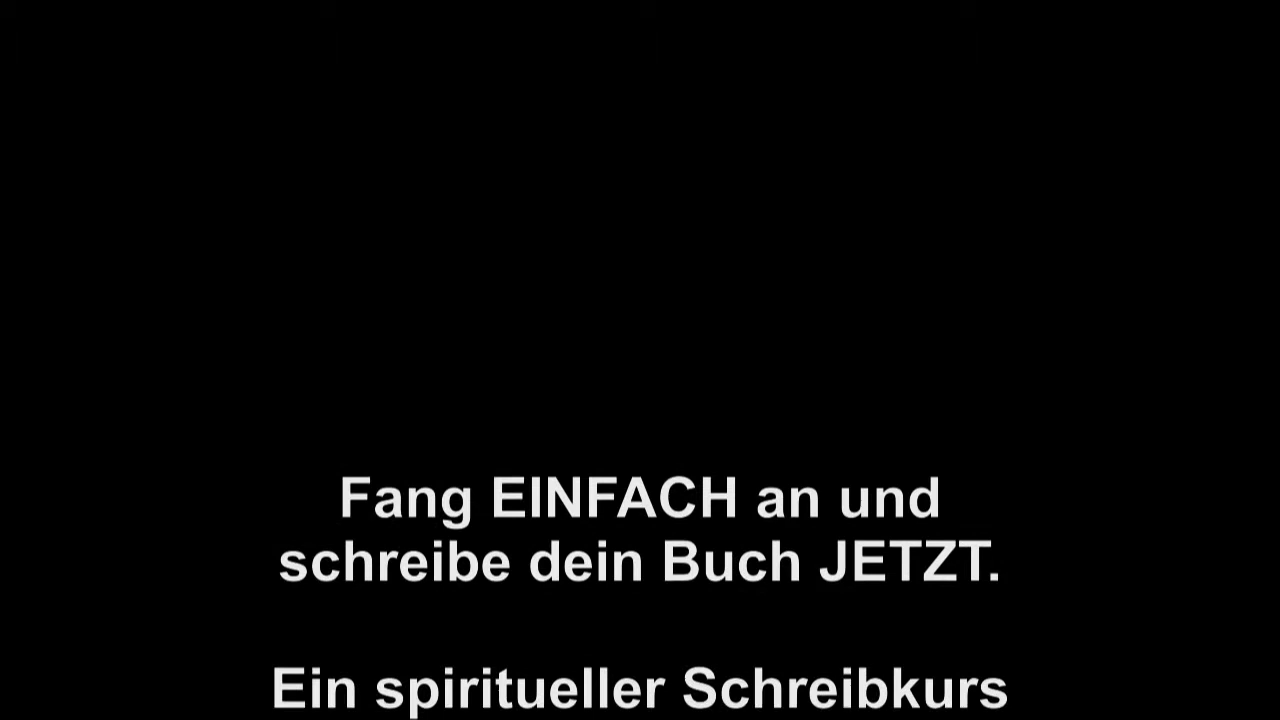 Fang EINFACH an und
schreibe dein Buch JETZT.
Ein spiritueller Schreibkurs